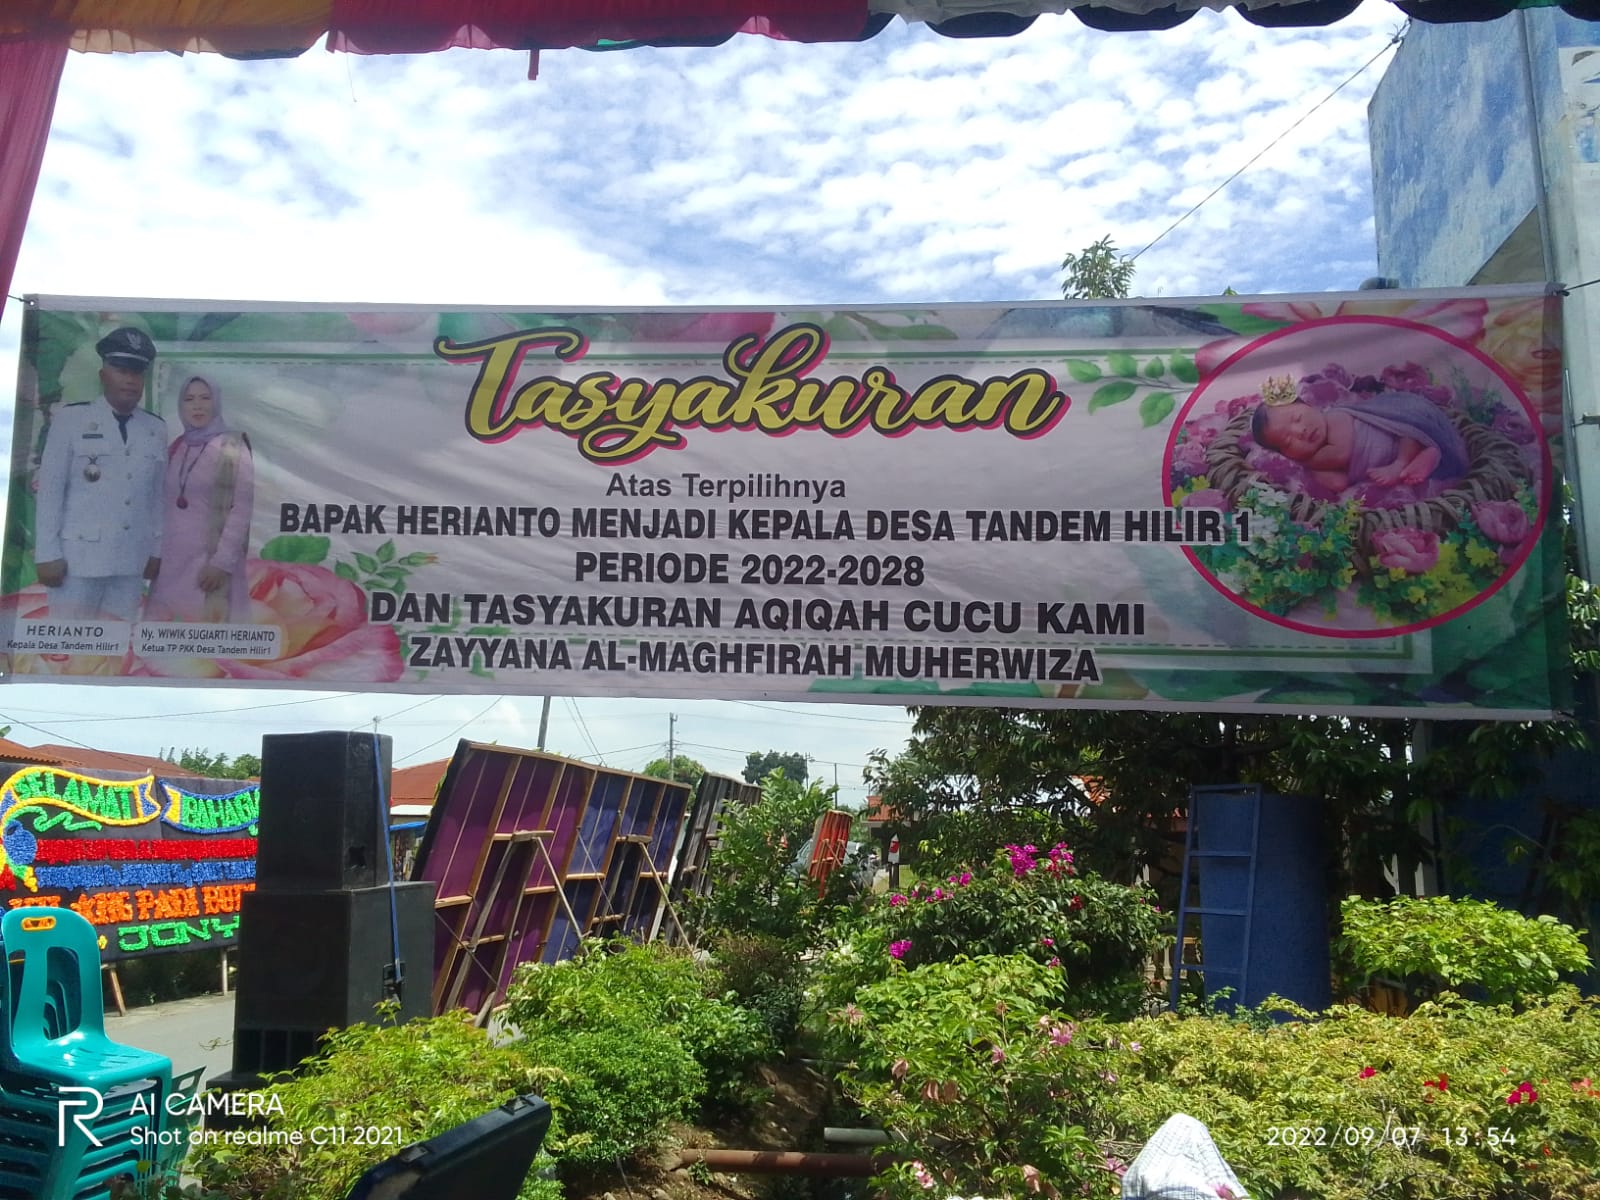 Tasyakuran
Atas Terpilihnya
BAPAK HERIANTO MENJADI KEPALA DESA TANDEM HILIR 1
PERIODE 2022-2028
DAN TASYAKURAN AQIQAH CUCU KAMI
ZAYYANA AL-MAGHFIRAH MUHERWIZA
HERIANTO
Kepala Desa Tandem Hilir1
Ny. WIWIK SUGIARTI HERIANTO
Ketua TP PKK Desa Tandem Hilir1
SELAMAT
PADI
JONY
AI CAMERA
Shot on realme C11 2021
2022/09/07 13:54